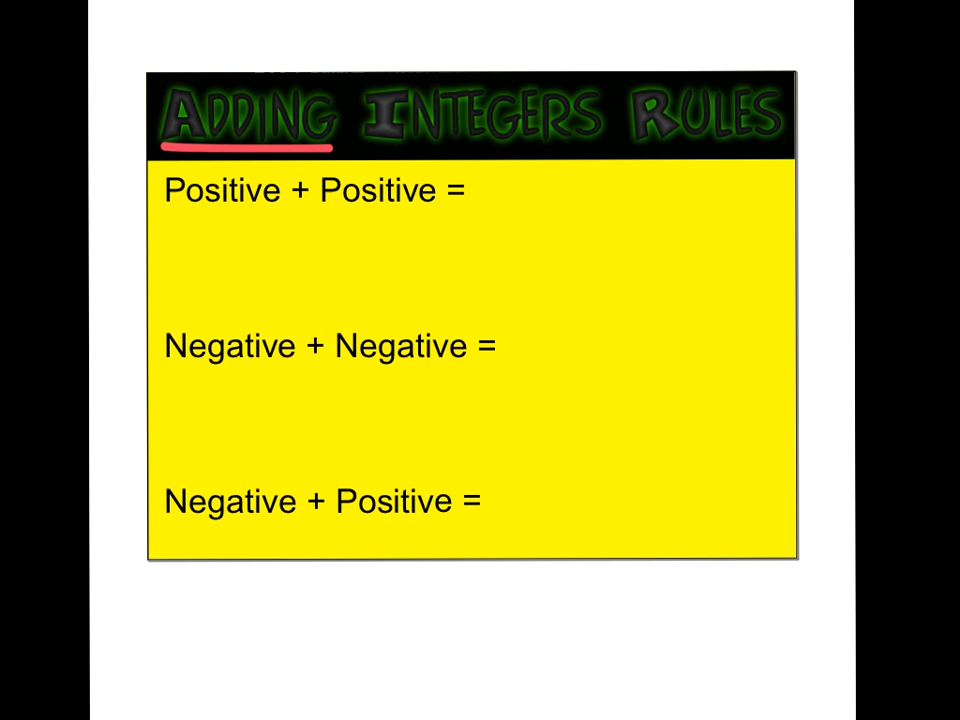 Adding Integers Rules
Positive + Positive =
Negative + Negative =
Negative + Positive =